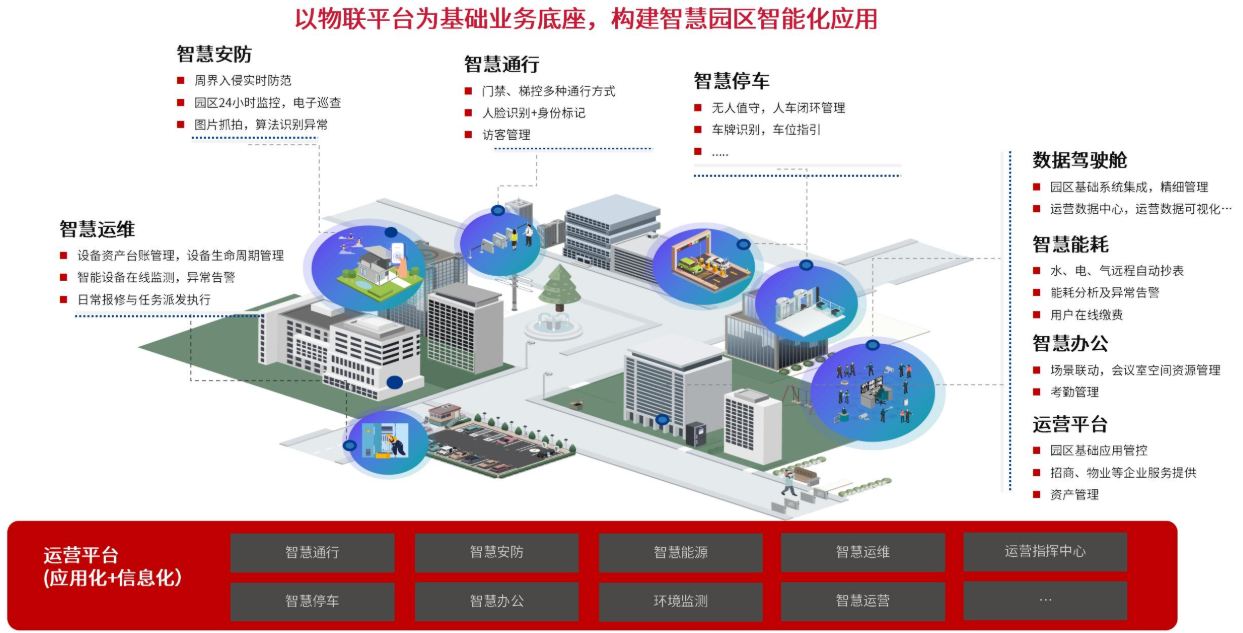 以物联平台为基础业务底座，构建智慧园区智能化应用
智慧安防
周界入侵实时防范
园区24小时监控，电子巡查
图片抓拍，算法识别异常
智慧通行
门禁、梯控多种通行方式
人脸识别+身份标记
访客管理
智慧停车
无人值守，人车闭环管理
车牌识别，车位指引
.....
智慧运维
设备资产台账管理，设备生命周期管理
智能设备在线监测，异常告警
日常报修与任务派发执行
数据驾驶舱
园区基础系统集成，精细管理
运营数据中心，运营数据可视化…
智慧能耗
水、电、气远程自动抄表
能耗分析及异常告警
用户在线缴费
智慧办公
场景联动，会议室空间资源管理
考勤管理
运营平台
园区基础应用管控
招商、物业等企业服务提供
资产管理
运营平台
(应用化+信息化）
智慧通行
智慧安防
智慧能源
智慧运维
运营指挥中心
智慧停车
智慧办公
环境监测
智慧运营
…